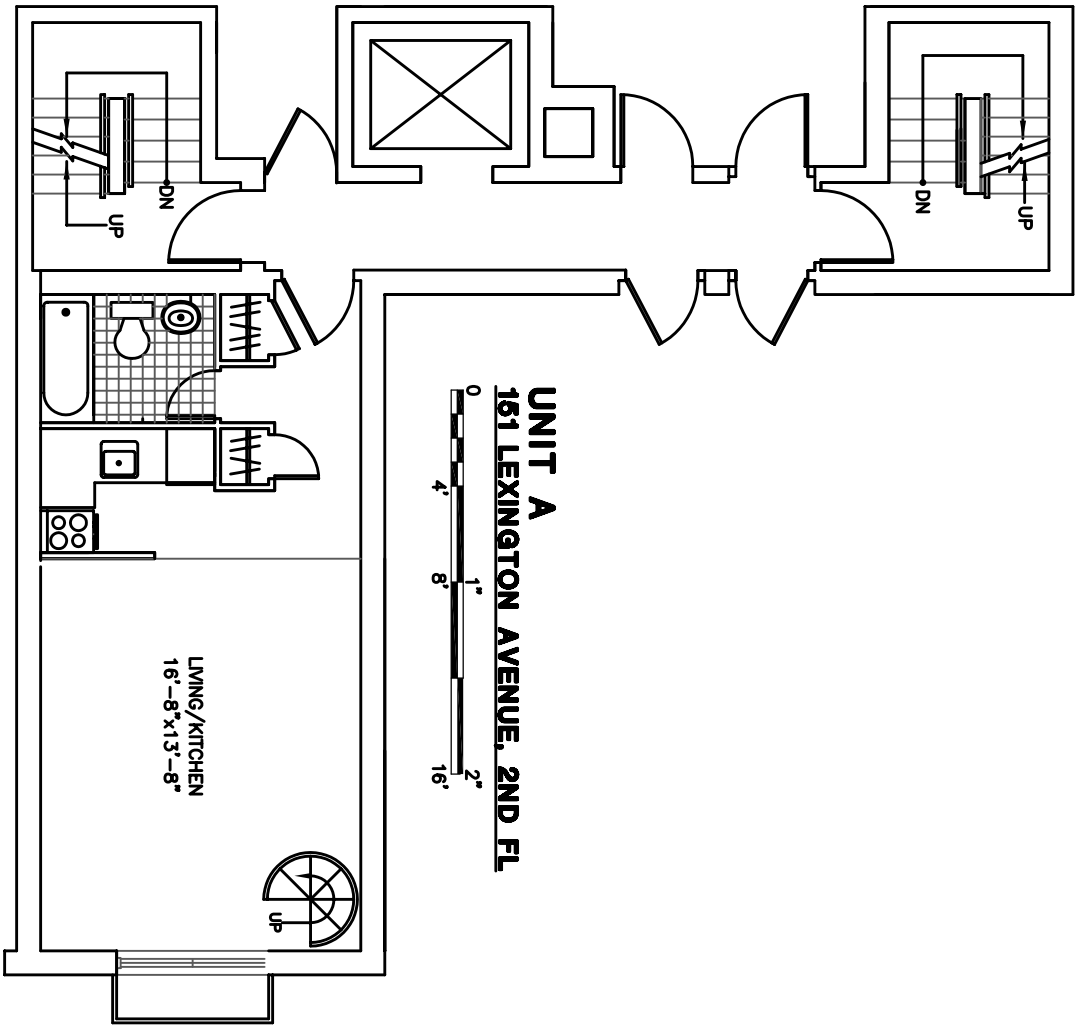 DN
UP
DN
UP
UNIT A
151 LEXINGTON AVENUE, 2ND FL
0 1" 2"
4' 8' 16'
LIVING/KITCHEN
16'-8"x13'-8"
UP